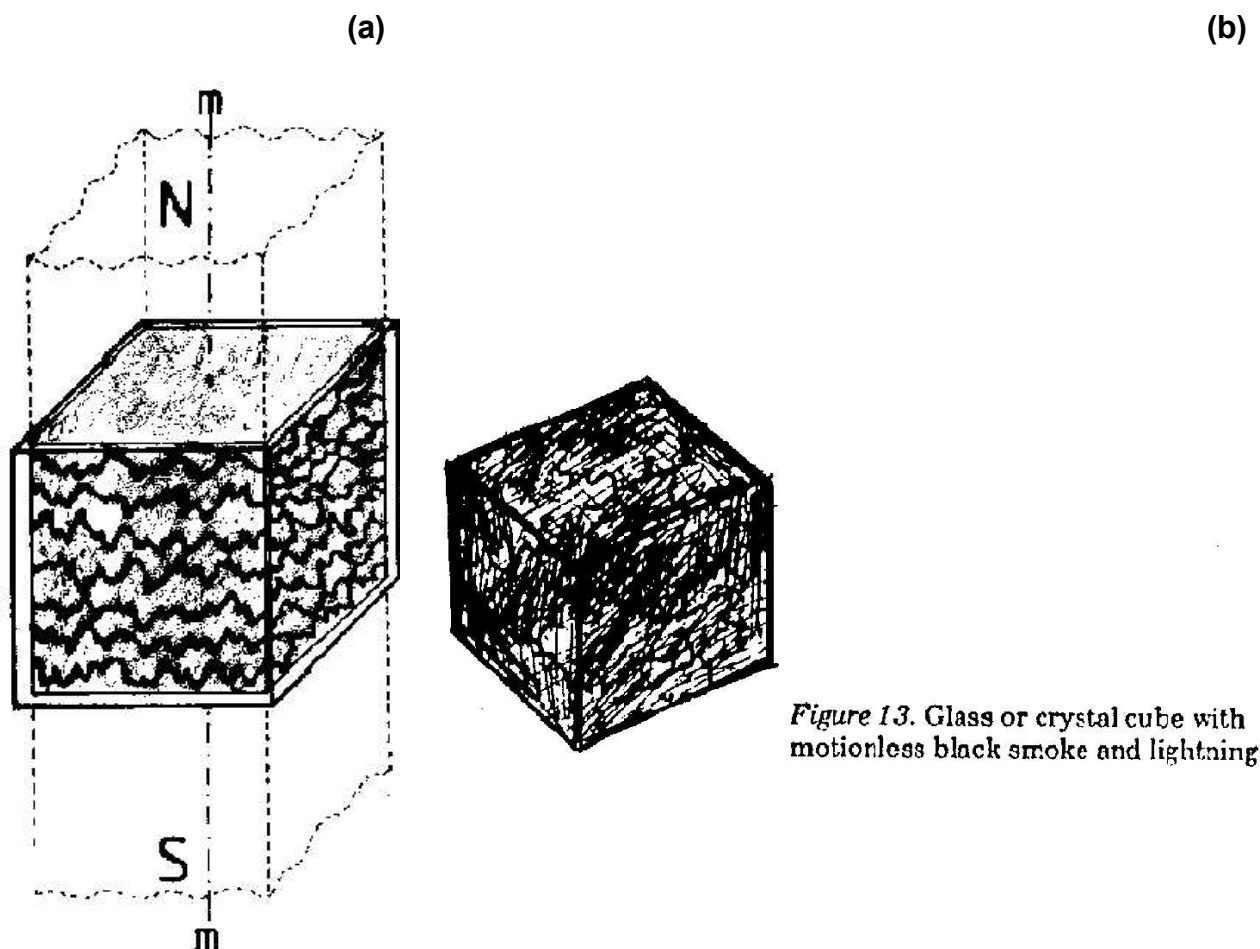 (a)
(b)
m
N
S
m
Figure 13. Glass or crystal cube with
motionless black smoke and lightning